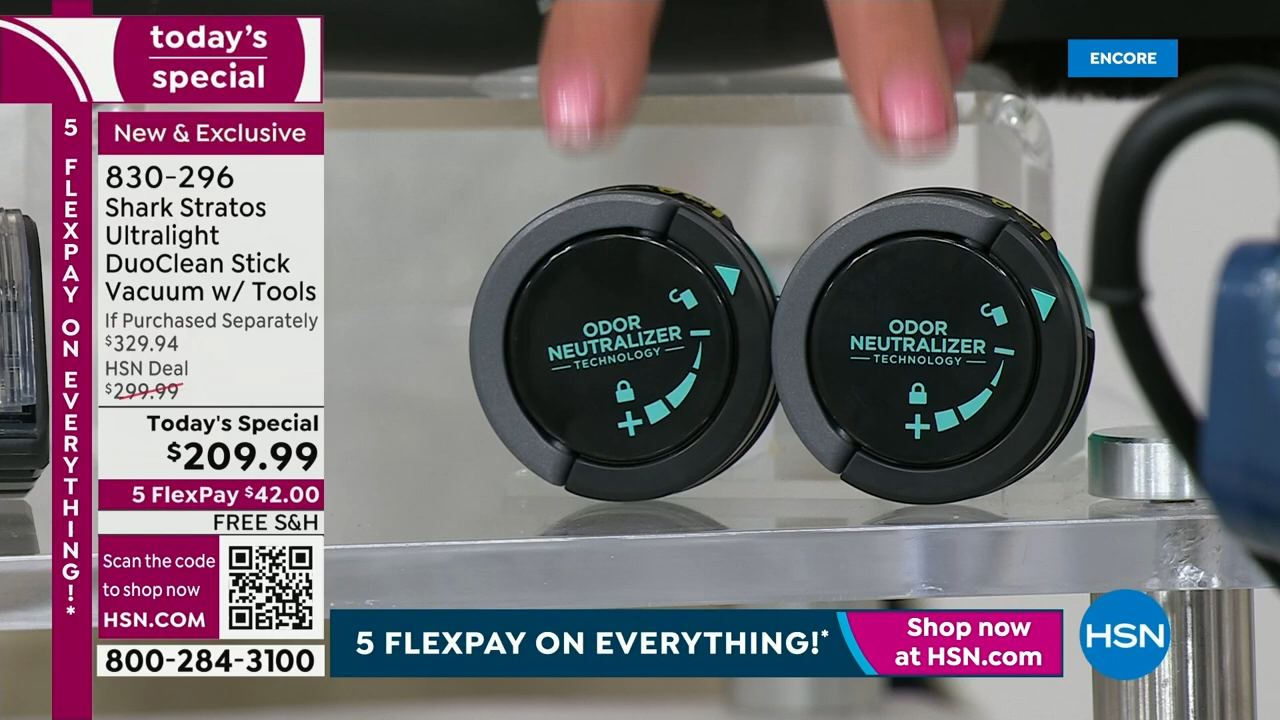 today's
special
5 FLEXPAY ON EVERYTHING!*
New & Exclusive
830-296
Shark Stratos
Ultralight
DuoClean Stick
Vacuum w/ Tools
If Purchased Separately
$329.94
HSN Deal
$299.99
Today's Special
$209.99
5 FlexPay $42.00
FREE S&H
Scan the code
to shop now
HSN.COM
800-284-3100
ENCORE
ODOR
NEUTRALIZER
TECHNOLOGY
ODOR
NEUTRALIZER
TECHNOLOGY
5 FLEXPAY ON EVERYTHING!*
Shop now
at HSN.com
HSN